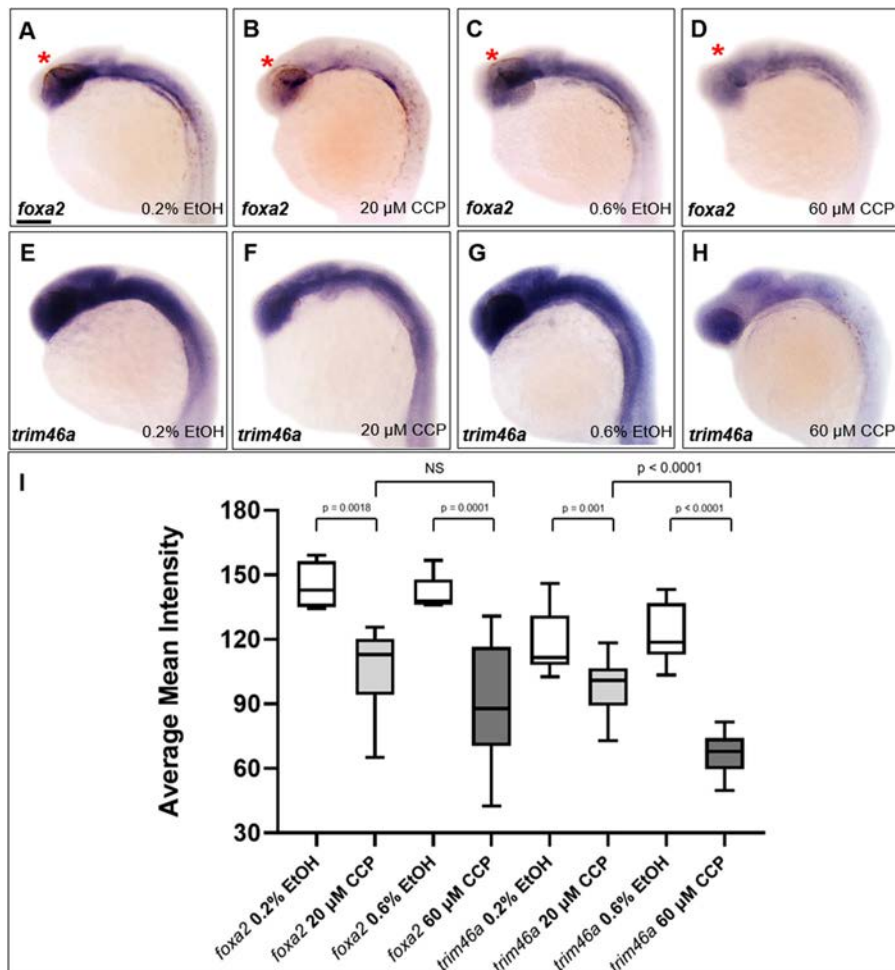 A
B
C
D
*
*
*
*
foxa2
0.2% EtOH
foxa2
20 µM CCP
foxa2
0.6% EtOH
foxa2
60 µM CCP
E
F
G
H
trim46a
0.2% EtOH
trim46a
20 µM CCP
trim46a
0.6% EtOH
trim46a
60 µM CCP
I
NS
p < 0.0001
p = 0.0018
p = 0.0001
p = 0.001
p < 0.0001
Average Mean Intensity
180
150
120
90
60
30
foxa2 0.2% EtOH
foxa2 20 µM CCP
foxa2 0.6% EtOH
foxa2 60 µM CCP
trim46a 0.2% EtOH
trim46a 20 µM CCP
trim46a 0.6% EtOH
trim46a 60 µM CCP